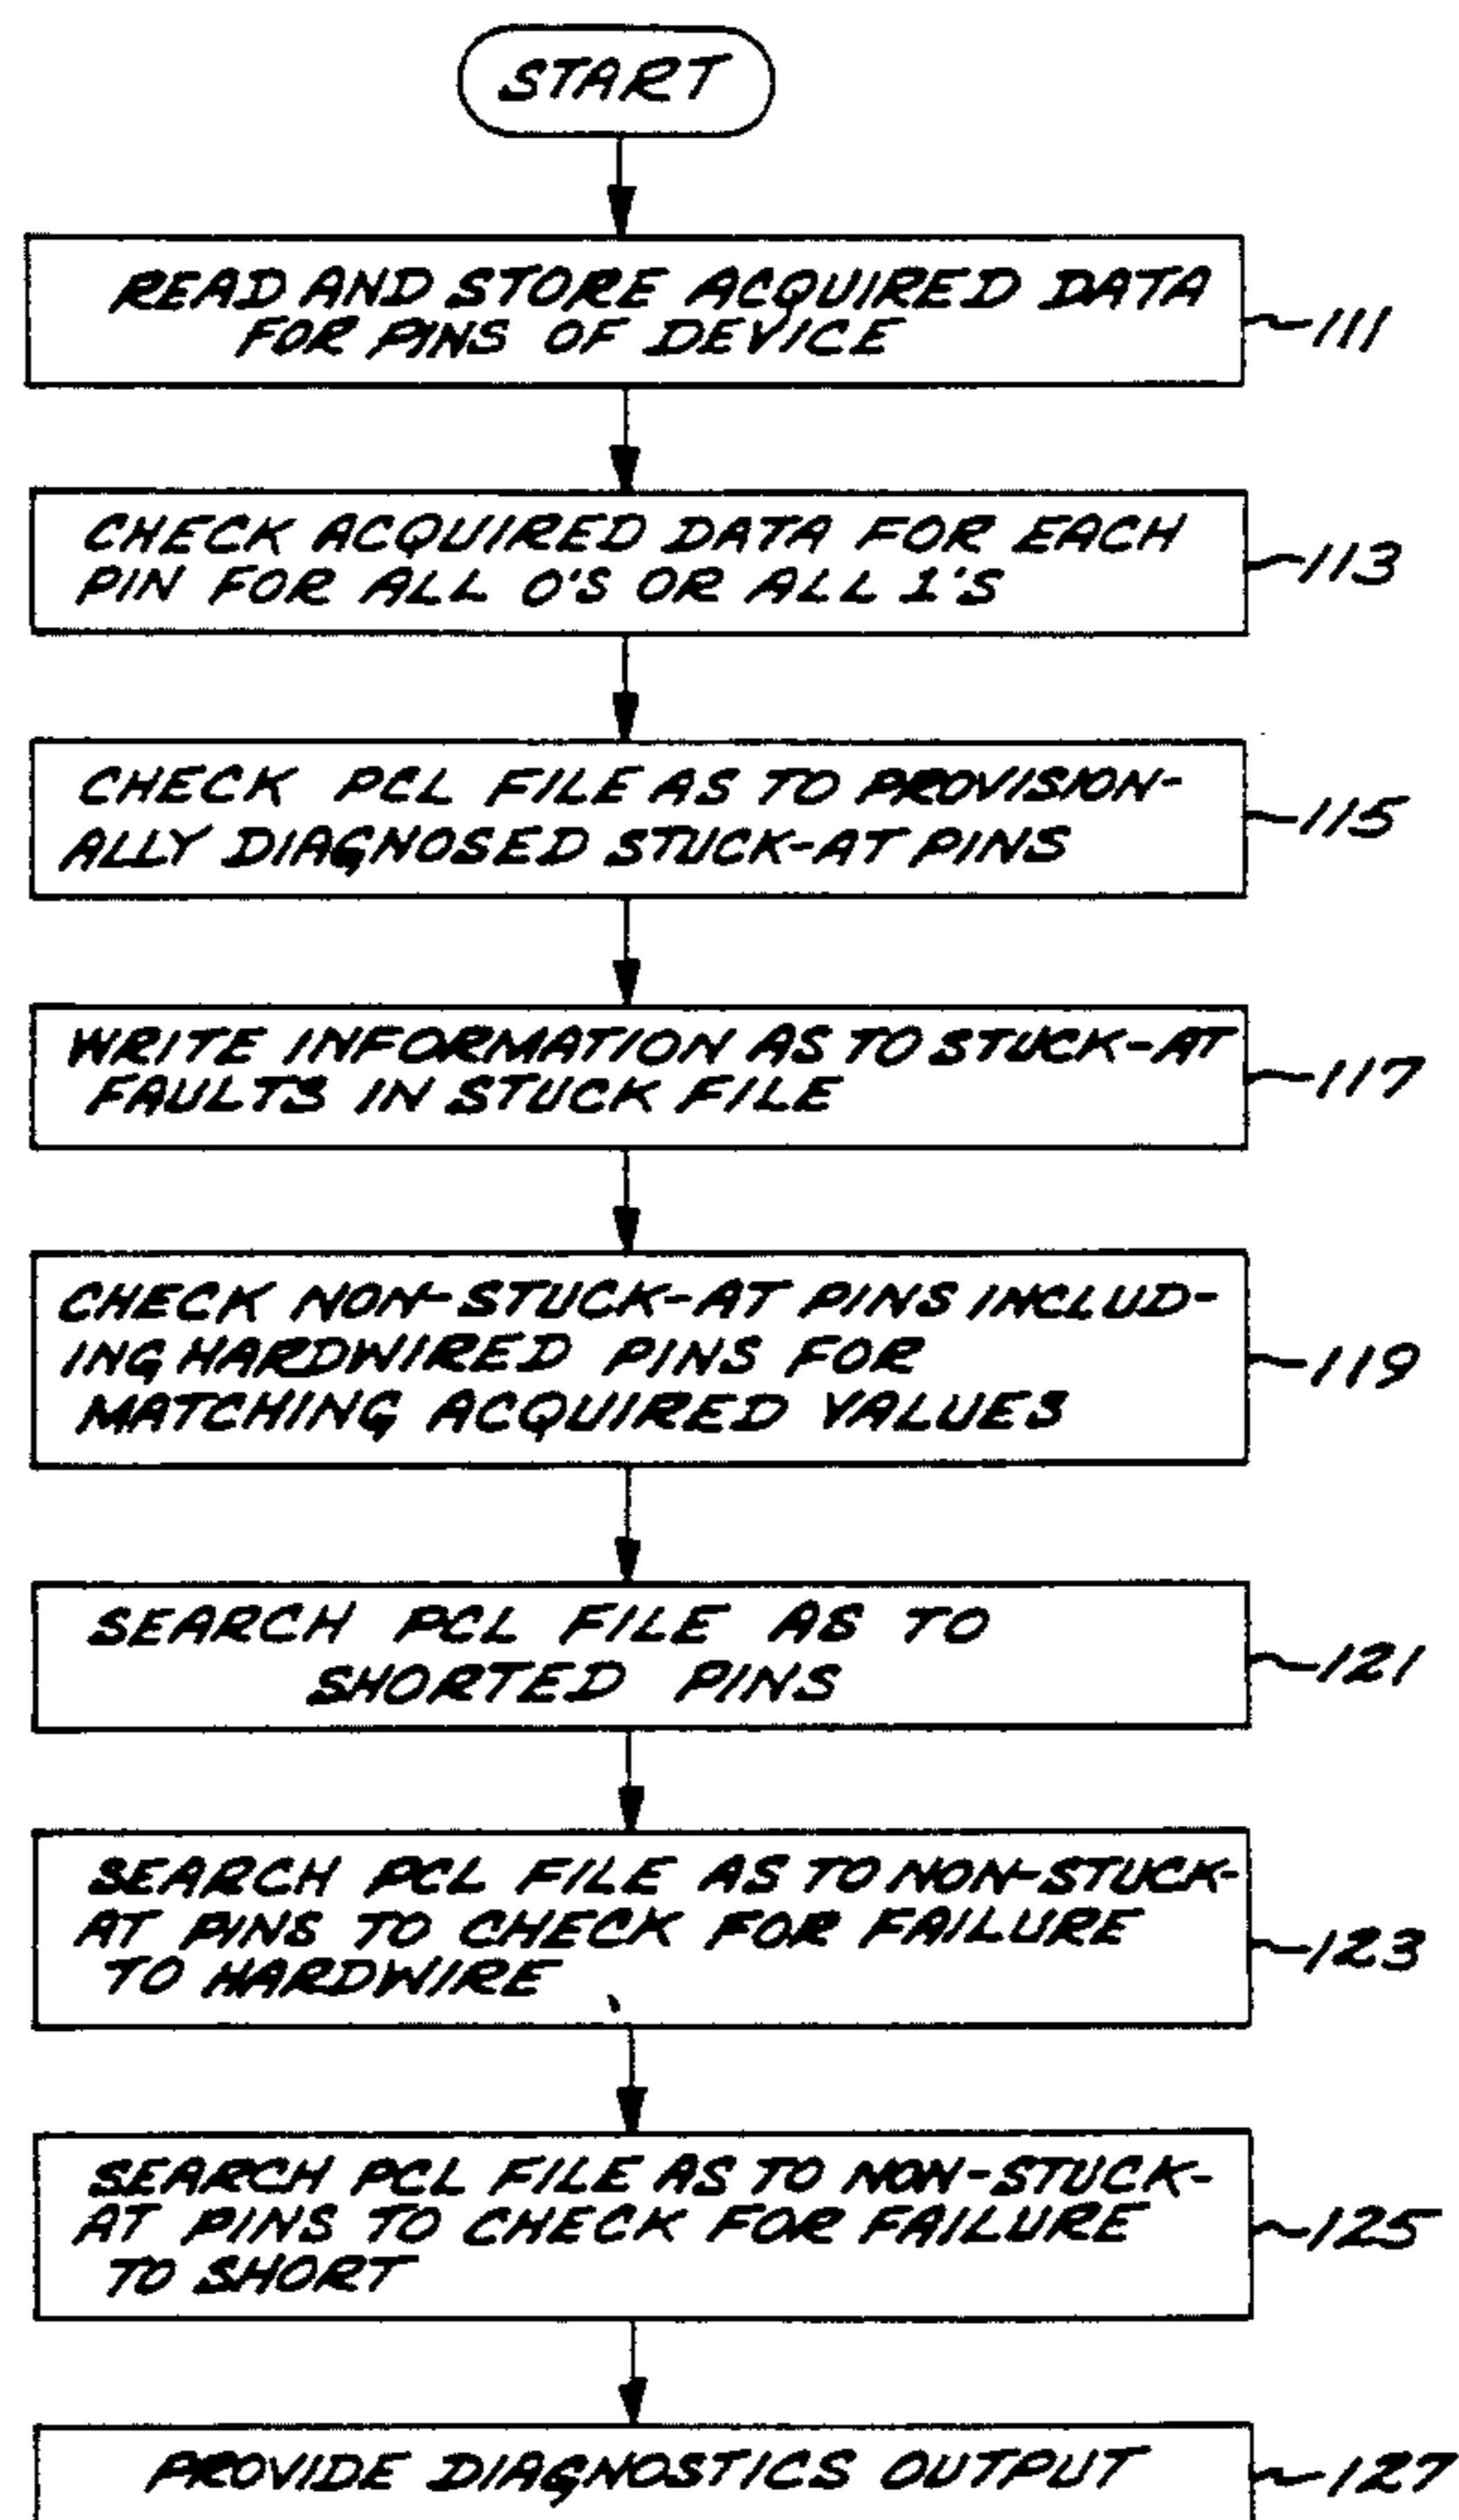 START
READ AND STORE ACQUIRED DATA
FOR PINS OF DEVICE
111
CHECK ACQUIRED DATA FOR EACH
PIN FOR ALL 0'S OR ALL 1'S
113
CHECK PCL FILE AS TO PROVISION-
ALLY DIAGNOSED STUCK-AT PINS
115
WRITE INFORMATION AS TO STUCK-AT
FAULTS IN STUCK FILE
117
CHECK NON-STUCK-AT PINS INCLUD-
ING HARDWIRED PINS FOR
MATCHING ACQUIRED VALUES
119
SEARCH PCL FILE AS TO
SHORTED PINS
121
SEARCH PCL FILE AS TO NON-STUCK-
AT PINS TO CHECK FOR FAILURE
TO HARDWIRE
123
SEARCH PCL FILE AS TO NON-STUCK-
AT PINS TO CHECK FOR FAILURE
TO SHORT
125
PROVIDE DIAGNOSTICS OUTPUT
127